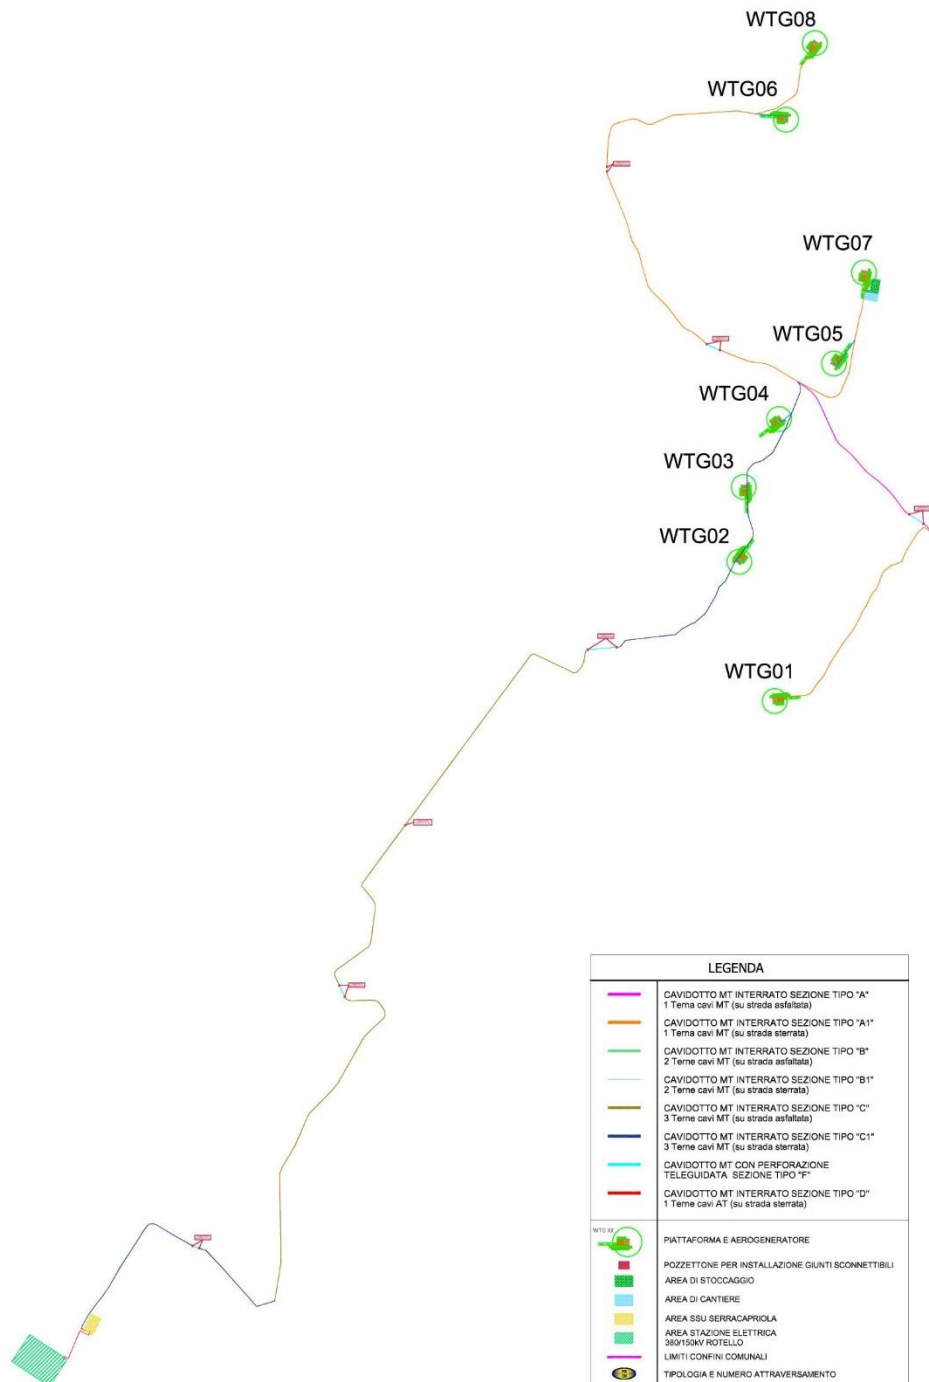 WTG08
WTG06
WTG07
WTG05
WTG04
WTG03
WTG02
WTG01
LEGENDA
CAVIDOTTO MT INTERRATO SEZIONE TIPO "A"
1 Terna cavi MT (su strada asfaltata)
CAVIDOTTO MT INTERRATO SEZIONE TIPO "A1"
1 Terna cavi MT (su strada sterrata)
CAVIDOTTO MT INTERRATO SEZIONE TIPO "B"
2 Terne cavi MT (su strada asfaltata)
CAVIDOTTO MT INTERRATO SEZIONE TIPO "B1"
2 Terne cavi MT (su strada sterrata)
CAVIDOTTO MT INTERRATO SEZIONE TIPO "C"
3 Terne cavi MT (su strada asfaltata)
CAVIDOTTO MT INTERRATO SEZIONE TIPO "C1"
3 Terne cavi MT (su strada sterrata)
CAVIDOTTO MT CON PERFORAZIONE
TELEGUIDATA SEZIONE TIPO "F"
CAVIDOTTO MT INTERRATO SEZIONE TIPO "D"
1 Terne cavi AT (su strada sterrata)
WTG XX
PIATTAFORMA E AEROGENERATORE
POZZETTONE PER INSTALLAZIONE GIUNTI SCONNETTIBILI
AREA DI STOCCAGGIO
AREA DI CANTIERE
AREA SSU SERRACAPRIOLA
AREA STAZIONE ELETTRICA
380/150kV ROTELLO
LIMITI CONFINI COMUNALI
TIPOLOGIA E NUMERO ATTRAVERSAMENTO